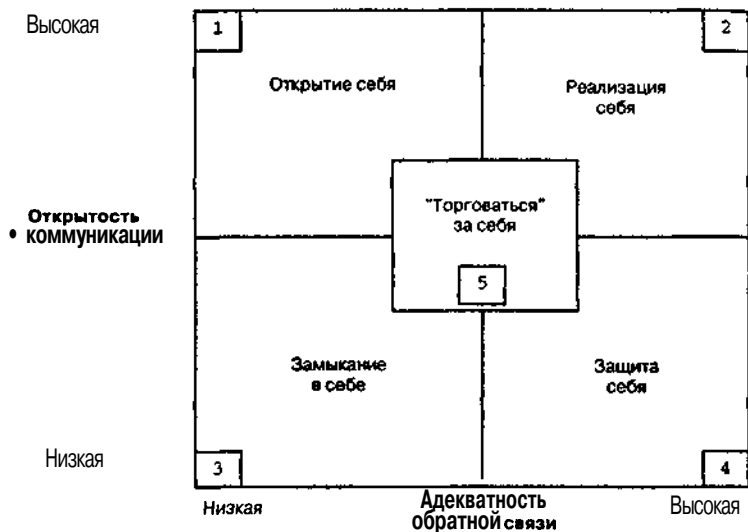 Высокая
1
2
Открытие себя
Реализация
себя
Открытость
• коммуникации
"Торговаться"
за себя
5
Замыкание
в себе
Защита
себя
Низкая
3
4
Низкая
Адекватность
обратной связи
Высокая